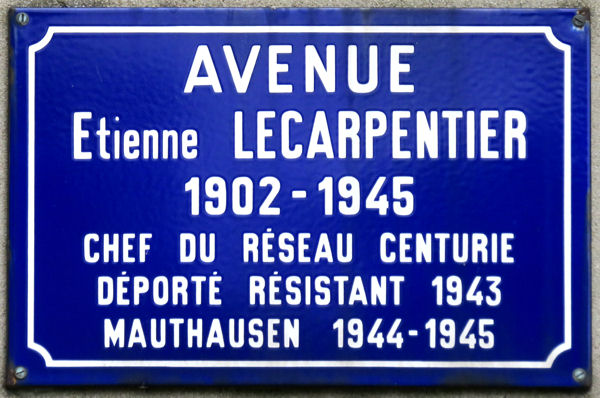 AVENUE
Etienne LECARPENTIER
1902-1945
CHEF DU RÉSEAU CENTURIE
DÉPORTÉ RÉSISTANT 1943
MAUTHAUSEN 1944-1945